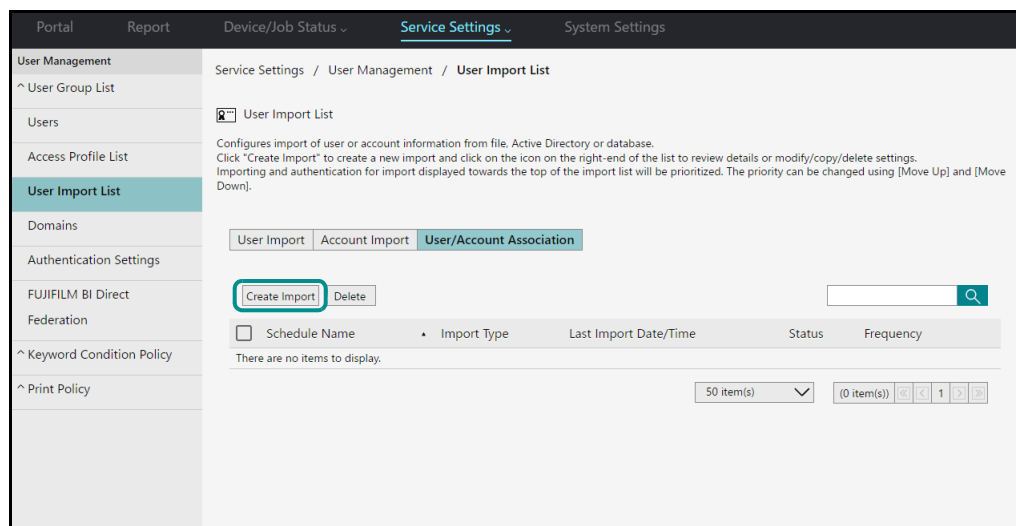 Portal Report Device/Job Status Service Settings System Settings
User Management
^ User Group List
Users
Access Profile List
User Import List
Domains
Authentication Settings
FUJIFILM BI Direct
Federation
^ Keyword Condition Policy
^ Print Policy
Service Settings / User Management / User Import List
User Import List
Configures import of user or account information from file, Active Directory or database.
Click "Create Import" to create a new import and click on the icon on the right-end of the list to review details or modify/copy/delete settings.
Importing and authentication for import displayed towards the top of the import list will be prioritized. The priority can be changed using [Move Up] and [Move
Down].
User Import Account Import User/Account Association
Create Import Delete
Schedule Name Import Type Last Import Date/Time Status Frequency
There are no items to display.
50 item(s) (0 item(s)) « < 1 > »